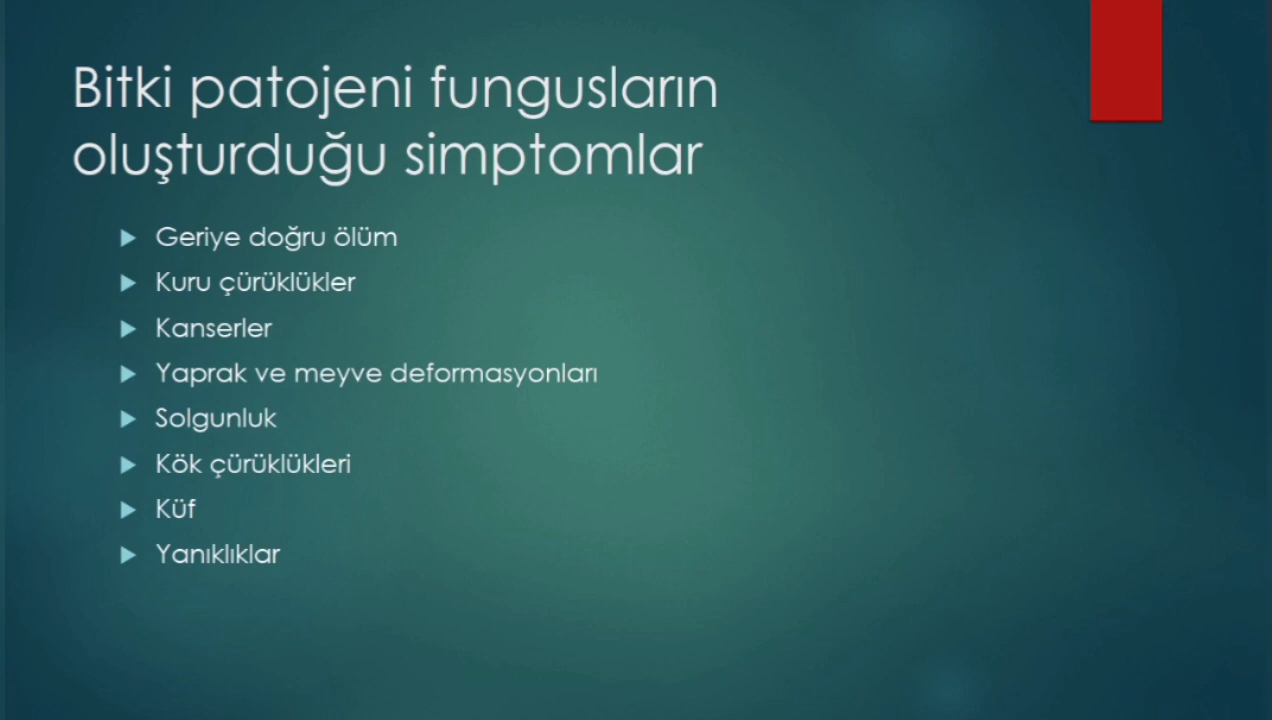 Bitki patojeni fungusların
oluşturduğu simptomlar
Geriye doğru ölüm
Kuru çürüklükler
Kanserler
Yaprak ve meyve deformasyonları
Solgunluk
Kök çürüklükleri
Küf
Yanıklıklar